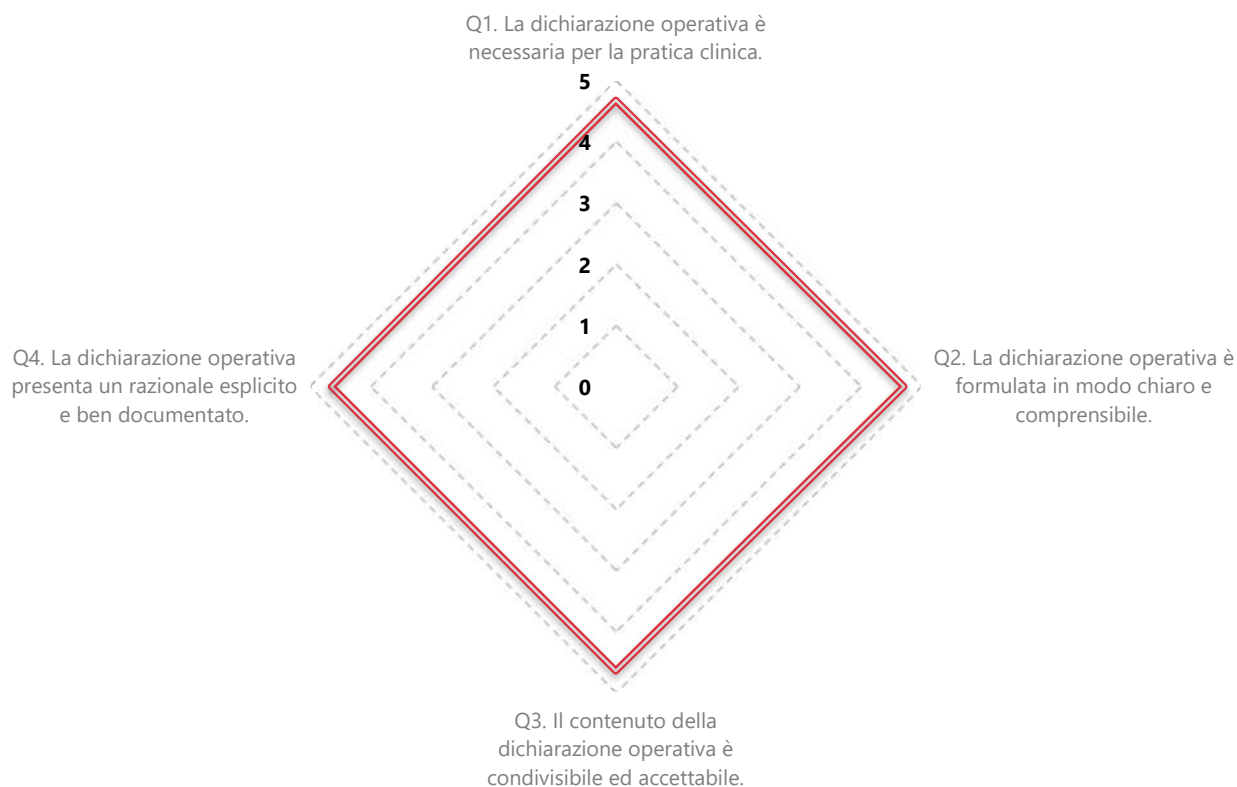 Q1. La dichiarazione operativa è
necessaria per la pratica clinica.
5
4
3
2
1
0
Q4. La dichiarazione operativa
presenta un razionale esplicito
e ben documentato.
Q2. La dichiarazione operativa è
formulata in modo chiaro e
comprensibile.
Q3. Il contenuto della
dichiarazione operativa è
condivisibile ed accettabile.